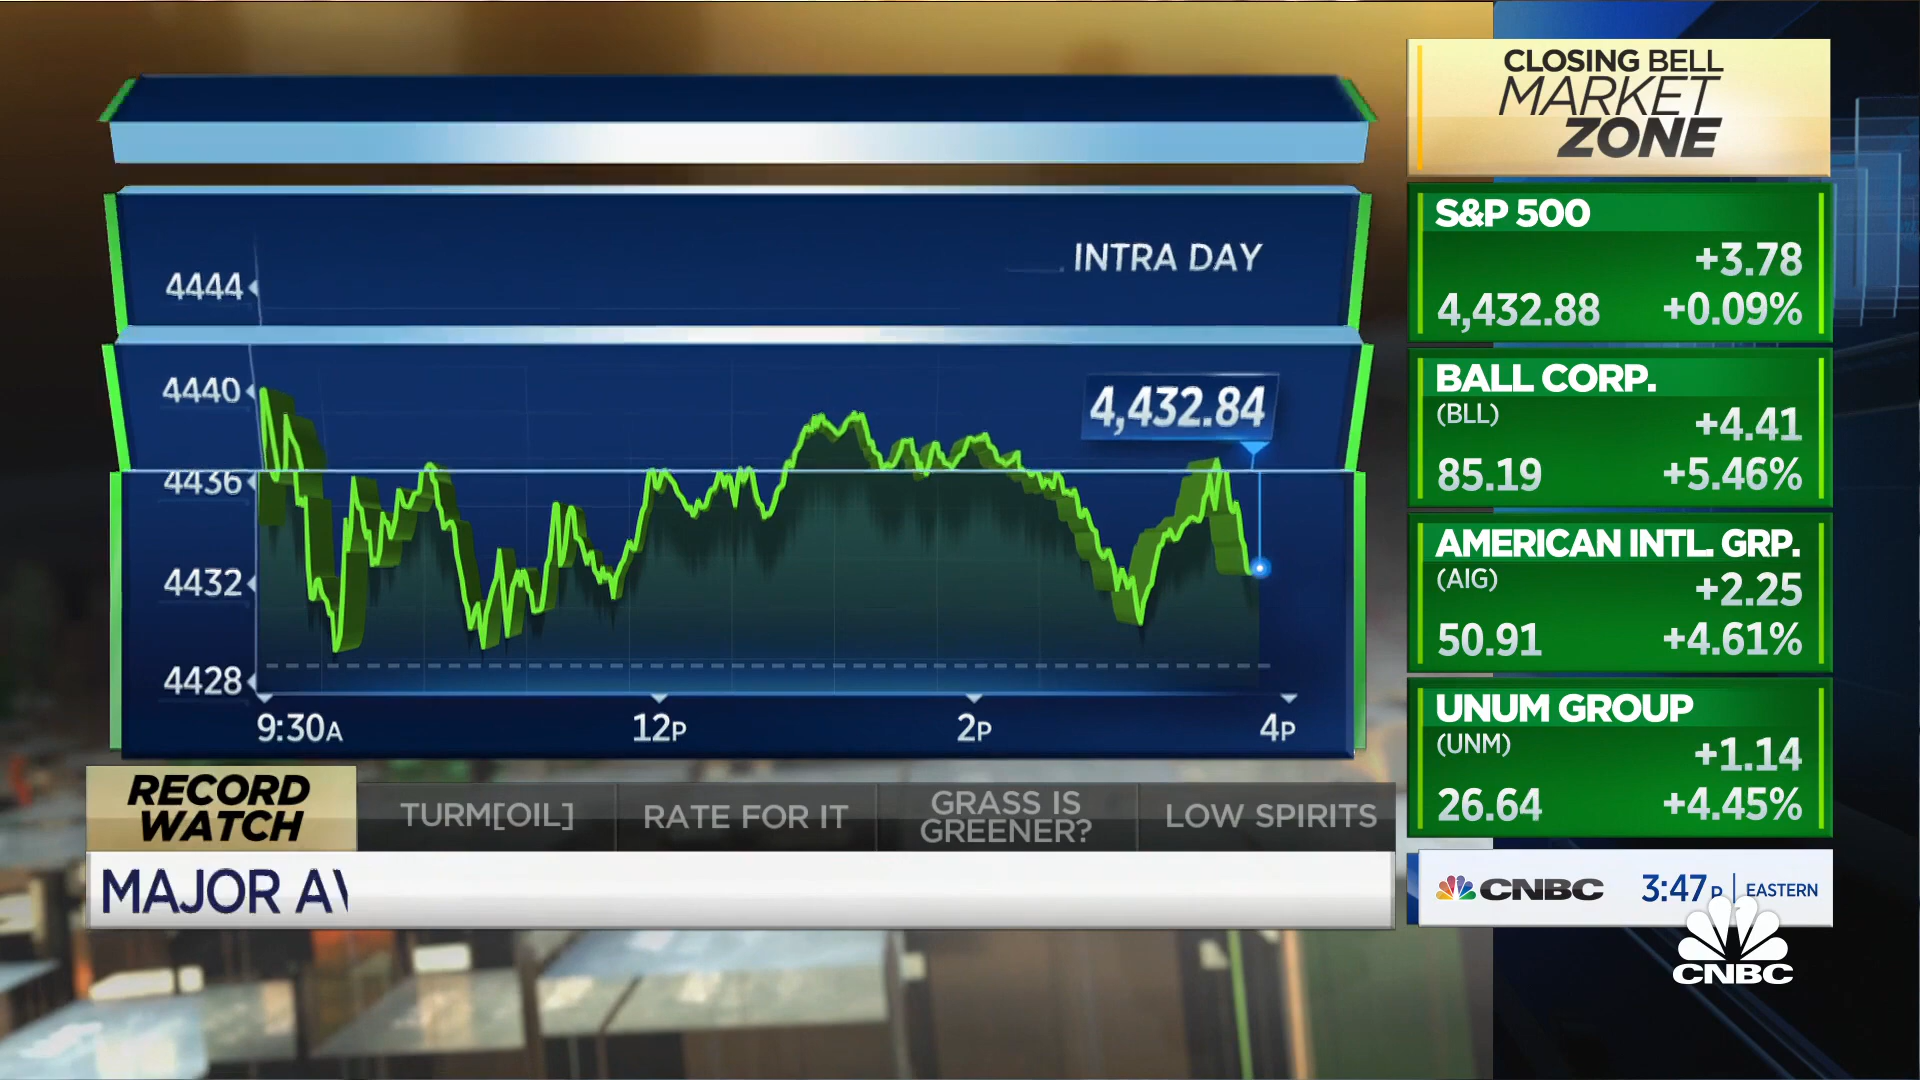 INTRA DAY
4444
4440
4436
4432
4428
4,432.84
9:30A
12P
2P
4P
CLOSING BELL
MARKET
ZONE
S&P 500
+3.78
4,432.88 +0.09%
BALL CORP.
(BLL)
+4.41
85.19 +5.46%
AMERICAN INTL. GRP.
(AIG)
+2.25
50.91 +4.61%
UNUM GROUP
(UNM)
+1.14
26.64 +4.45%
RECORD
WATCH
TURM[OIL]
RATE FOR IT
GRASS IS
GREENER?
LOW SPIRITS
MAJOR
CNBC 3:47P EASTERN
CNBC